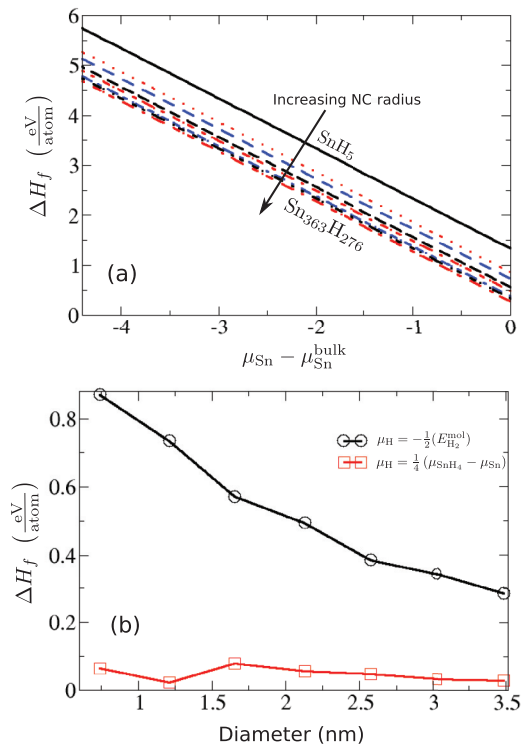 6
5
4
3
2
1
0
ΔH_f (eV/atom)
Increasing NC radius
SnH₅
Sn₃₆₃H₂₇₆
(a)
-4 -3 -2 -1 0
μ_Sn − μ_Sn^bulk
0.8
0.6
0.4
0.2
0
ΔH_f (eV/atom)
μ_H = −½(E_H₂^mol)
μ_H = ¼ (μ_SnH₄ − μ_Sn)
(b)
1 1.5 2 2.5 3 3.5
Diameter (nm)